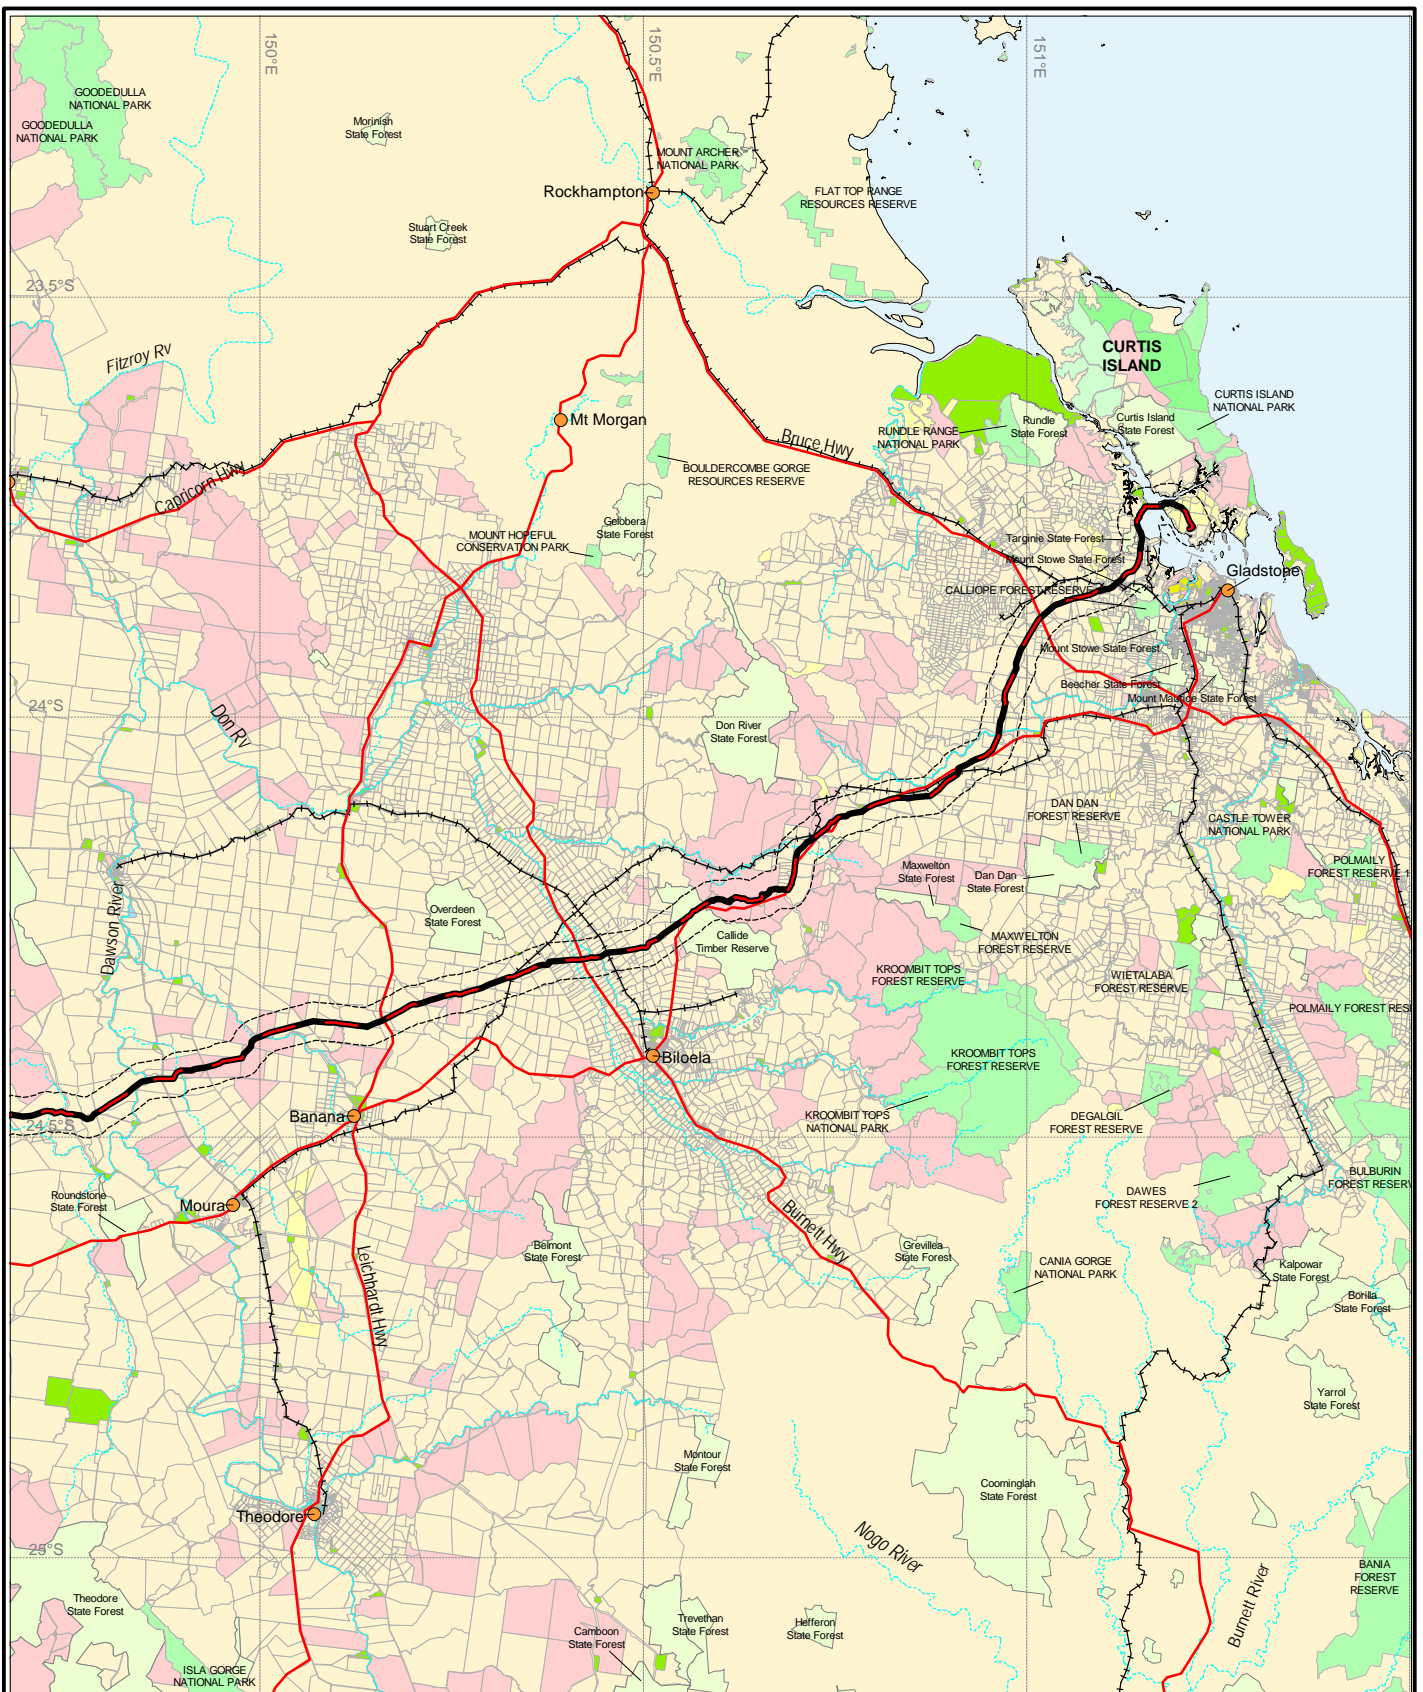 150°E
150.5°E
151°E
GOODEDULLA
NATIONAL PARK
GOODEDULLA
NATIONAL PARK
Morinish
State Forest
MOUNT ARCHER
NATIONAL PARK
Rockhampton
FLAT TOP RANGE
RESOURCES RESERVE
Stuart Creek
State Forest
23.5°S
Fitzroy Rv
CURTIS
ISLAND
CURTIS ISLAND
NATIONAL PARK
Mt Morgan
Rundle
State Forest
Curtis Island
State Forest
RUNDLE RANGE
NATIONAL PARK
Bruce Hwy
BOULDERCOMBE GORGE
RESOURCES RESERVE
Capricorn Hwy
Gelobera
State Forest
MOUNT HOPEFUL
CONSERVATION PARK
Targinie State Forest
Mount Stowe State Forest
Gladstone
CALLIOPE FOREST RESERVE
Mount Stowe State Forest
Beecher State Forest
Mount Maurice State Forest
24°S
Don Rv
Don River
State Forest
DAN DAN
FOREST RESERVE
CASTLE TOWER
NATIONAL PARK
POLMAILY
FOREST RESERVE 1
Maxwelton
State Forest
Dan Dan
State Forest
Dawson River
Overdeen
State Forest
Callide
Timber Reserve
MAXWELTON
FOREST RESERVE
KROOMBIT TOPS
FOREST RESERVE
WIETALABA
FOREST RESERVE
POLMAILY FOREST RES
Biloela
KROOMBIT TOPS
FOREST RESERVE
Banana
24.5°S
KROOMBIT TOPS
NATIONAL PARK
DEGALGIL
FOREST RESERVE
Roundstone
State Forest
Moura
DAWES
FOREST RESERVE 2
BULBURIN
FOREST RESERV
Burnett Hwy
Leichhardt Hwy
Belmont
State Forest
Grevillea
State Forest
CANIA GORGE
NATIONAL PARK
Kalpowar
State Forest
Borilla
State Forest
Yarrol
State Forest
Montour
State Forest
Coominglah
State Forest
Theodore
Nogo River
25°S
BANIA
FOREST
RESERVE
Burnett River
Theodore
State Forest
Camboon
State Forest
Trevethan
State Forest
Hefferon
State Forest
ISLA GORGE
NATIONAL PARK